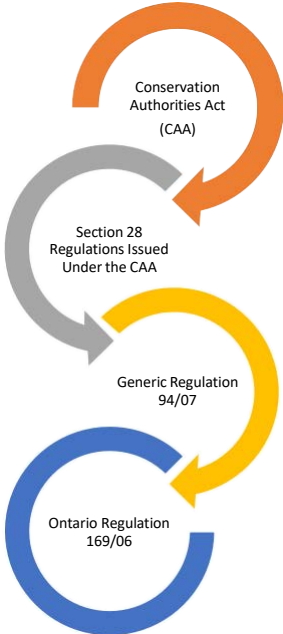 Conservation
Authorities Act
(CAA)
Section 28
Regulations Issued
Under the CAA
Generic Regulation
94/07
Ontario Regulation
169/06